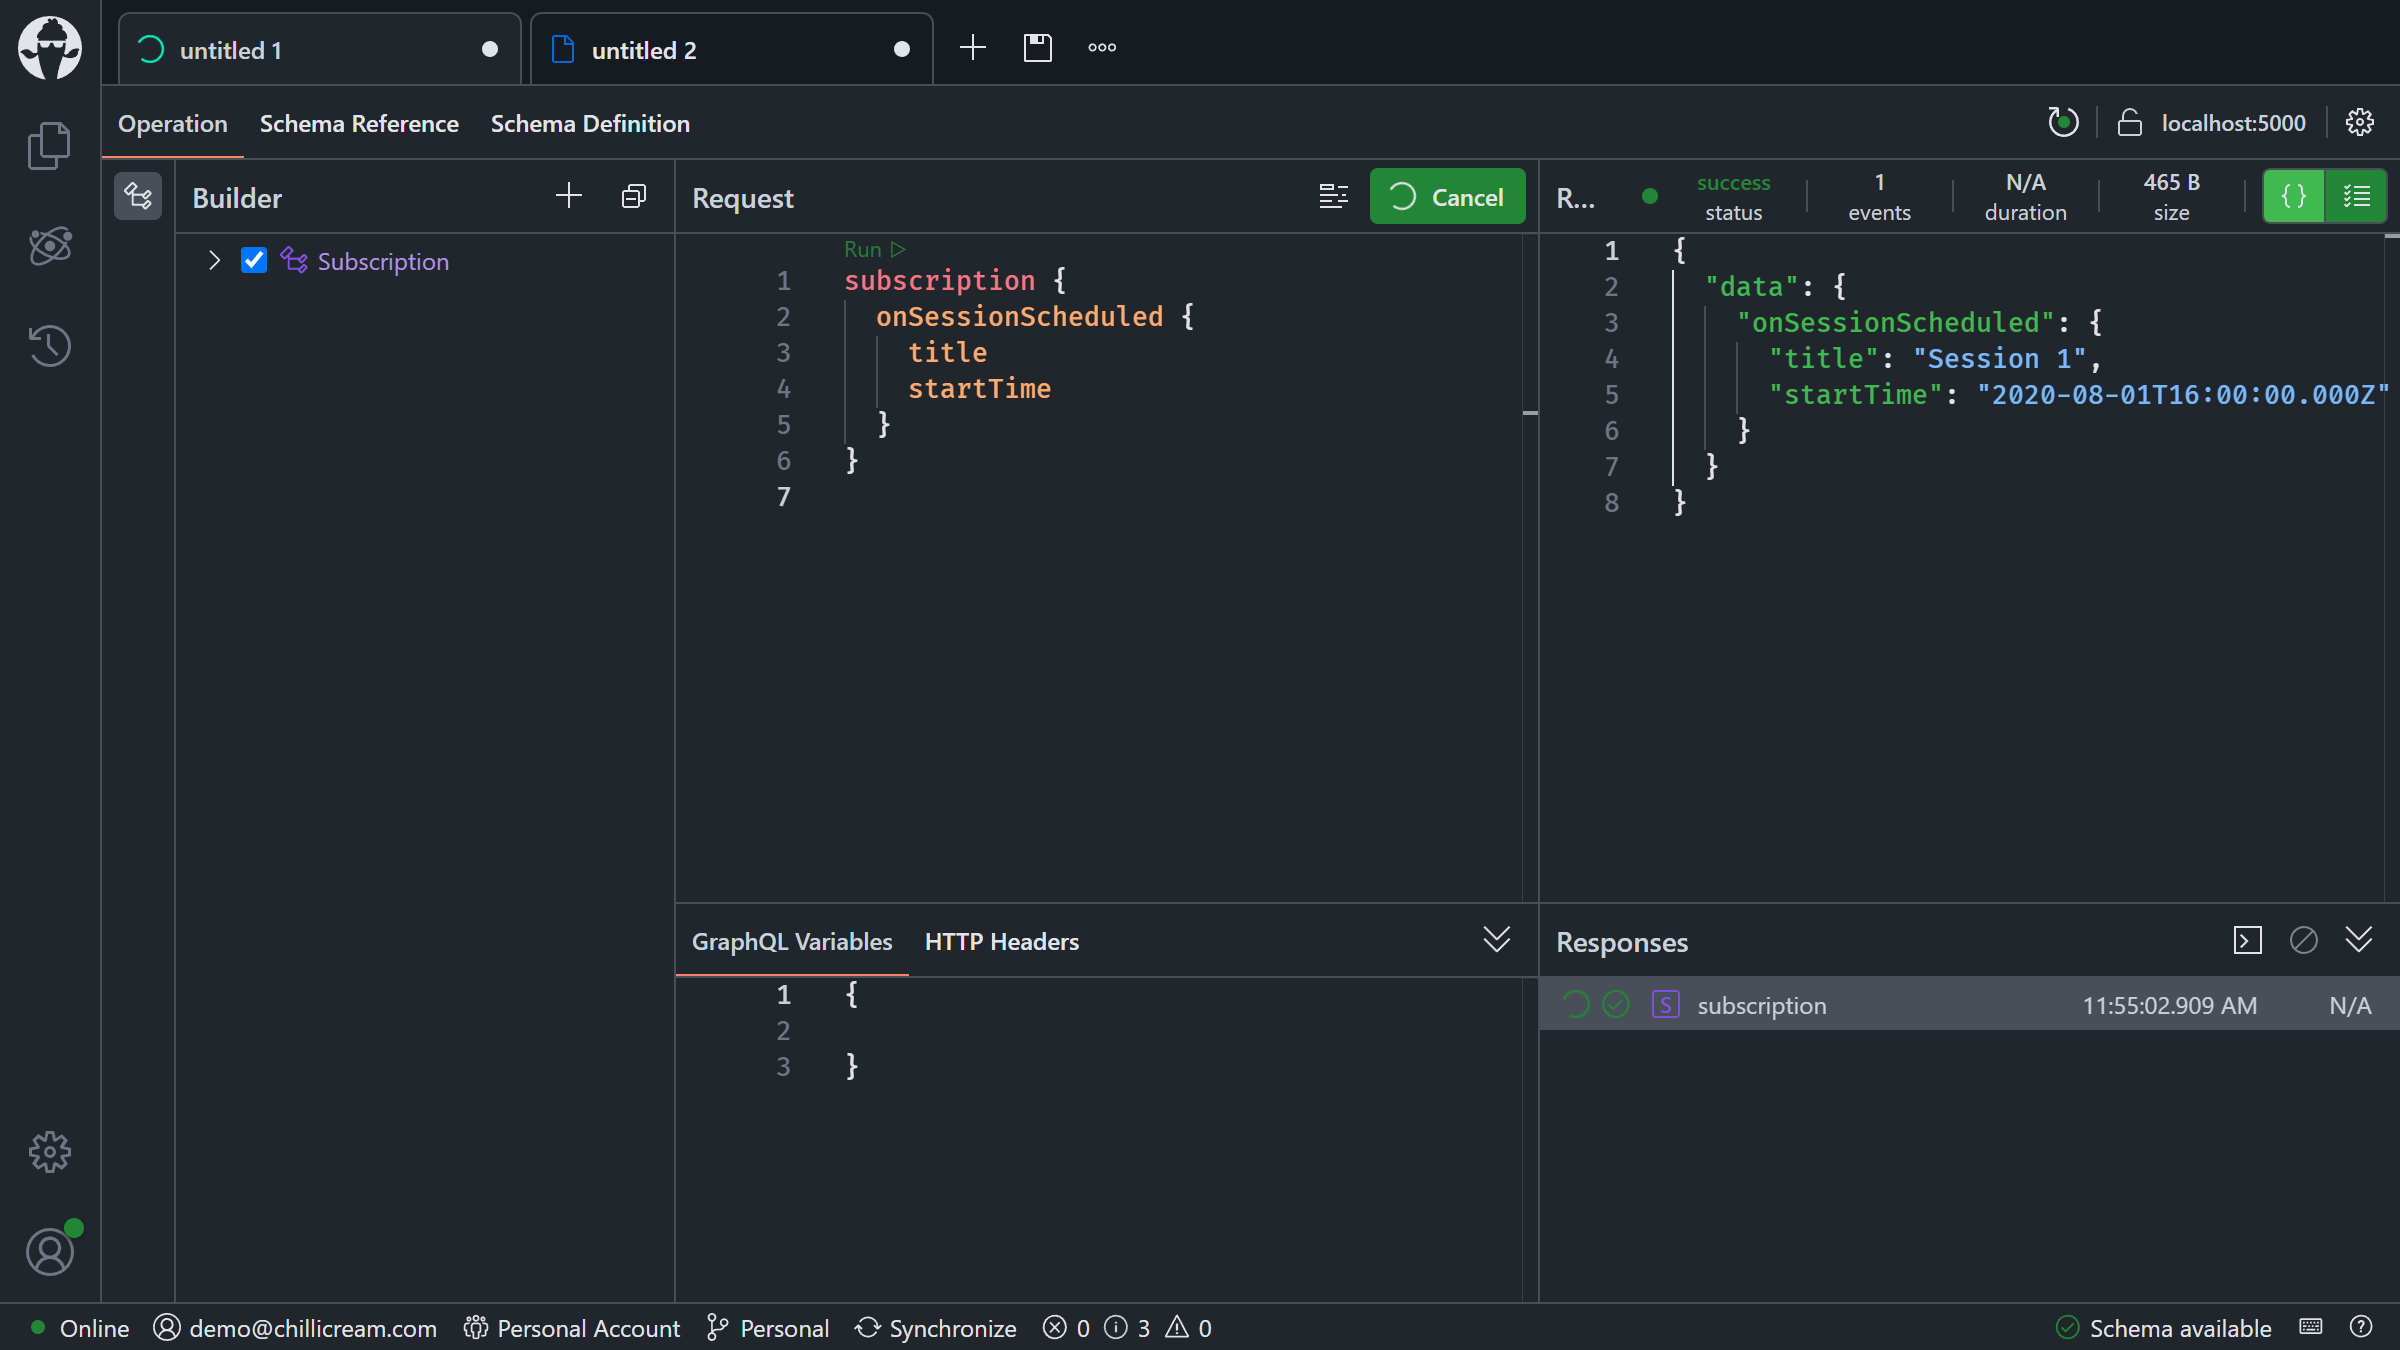 untitled 1
untitled 2
Operation
Schema Reference
Schema Definition
localhost:5000
Builder
Subscription
Request
Cancel
Run
1 subscription {
2 onSessionScheduled {
3 title
4 startTime
5 }
6 }
7
R...
success
status
1
events
N/A
duration
465 B
size
{}
1 {
2 "data": {
3 "onSessionScheduled": {
4 "title": "Session 1",
5 "startTime": "2020-08-01T16:00:00.000Z"
6 }
7 }
8 }
GraphQL Variables
HTTP Headers
1 {
2
3 }
Responses
S subscription 11:55:02.909 AM N/A
Online demo@chillicream.com Personal Account Personal Synchronize 0 3 0 Schema available